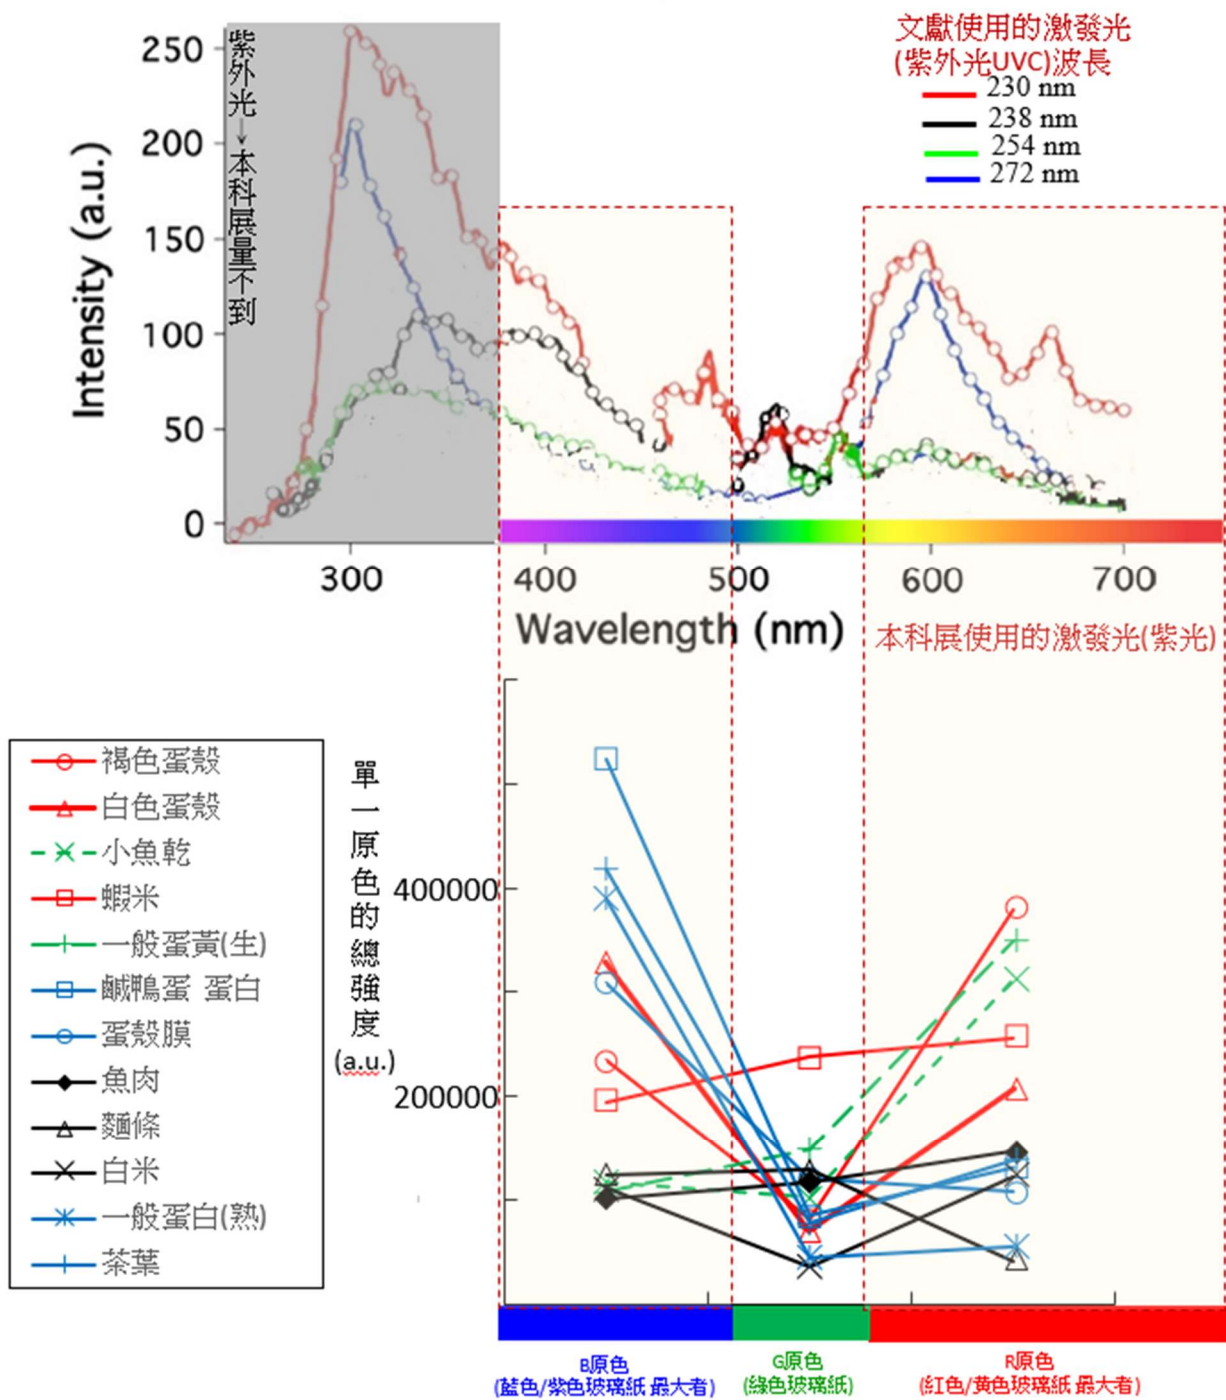 文獻使用的激發光
(紫外光UVC)波長
230 nm
238 nm
254 nm
272 nm
紫外光→本科展量不到
Intensity (a.u.)
250
200
150
100
50
0
300
400
500
600
700
Wavelength (nm)
本科展使用的激發光(紫光)
褐色蛋殼
白色蛋殼
小魚乾
蝦米
一般蛋黃(生)
鹹鴨蛋 蛋白
蛋殼膜
魚肉
麵條
白米
一般蛋白(熟)
茶葉
單一原色的總強度
(a.u.)
400000
200000
B原色
(藍色/紫色玻璃紙 最大者)
G原色
(綠色玻璃紙)
R原色
(紅色/黃色玻璃紙 最大者)